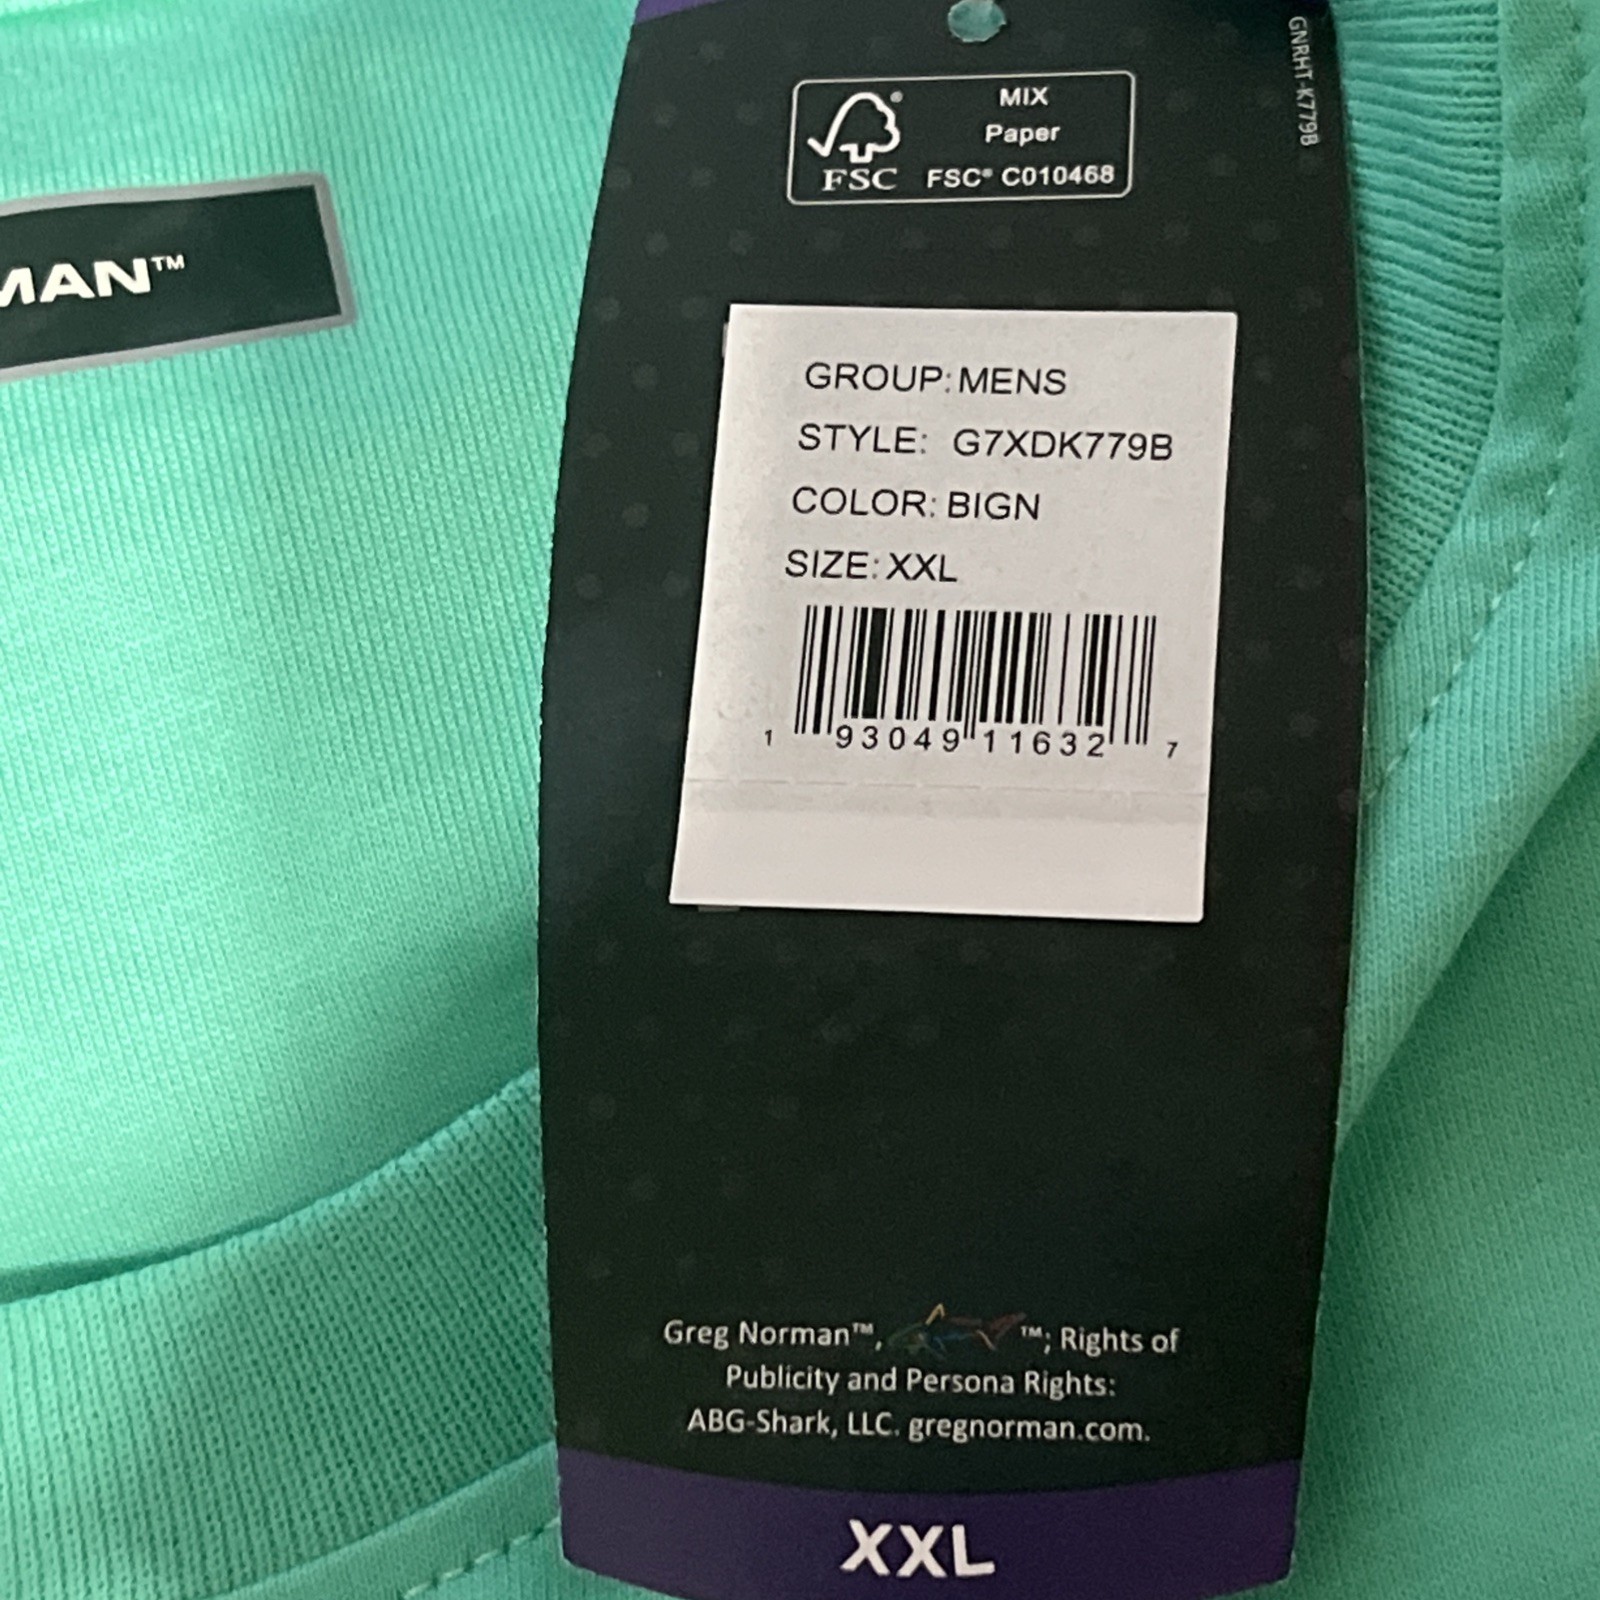 GNRHT-K779B
MIX
Paper
FSC
FSC® C010468
MAN™
GROUP: MENS
STYLE: G7XDK779B
COLOR: BIGN
SIZE: XXL
1 93049 11632 7
Greg Norman™, ™; Rights of
Publicity and Persona Rights:
ABG-Shark, LLC. gregnorman.com.
XXL